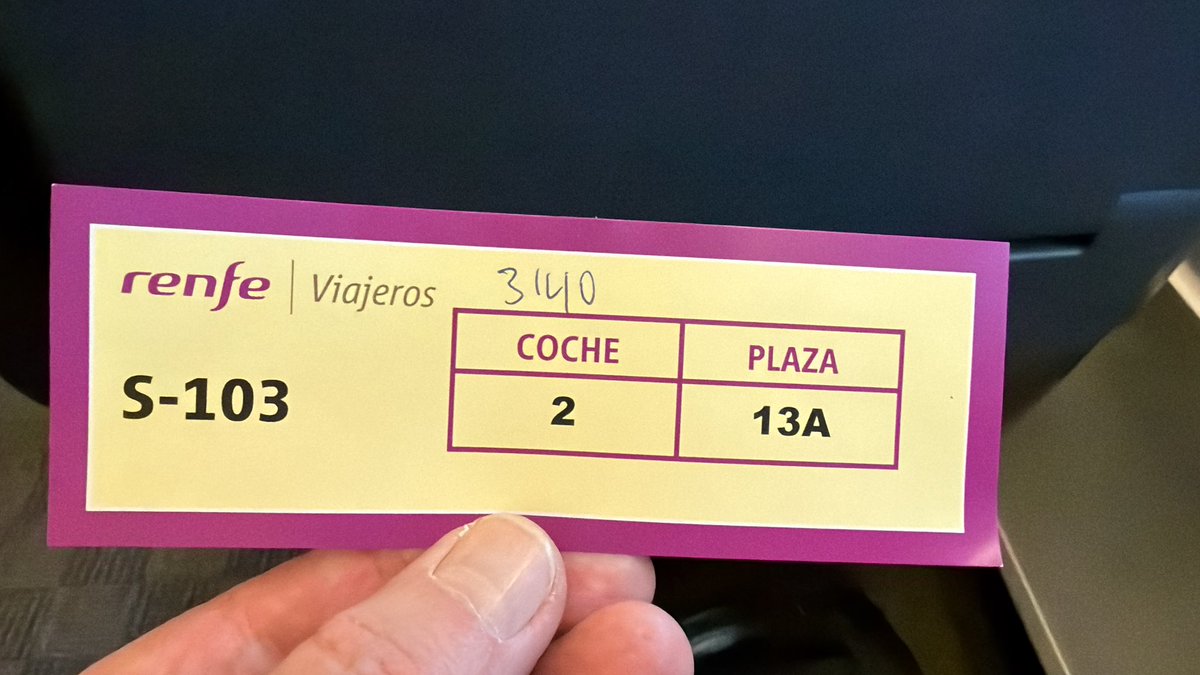 renfe Viajeros
3140
COCHE PLAZA
S-103
2 13A